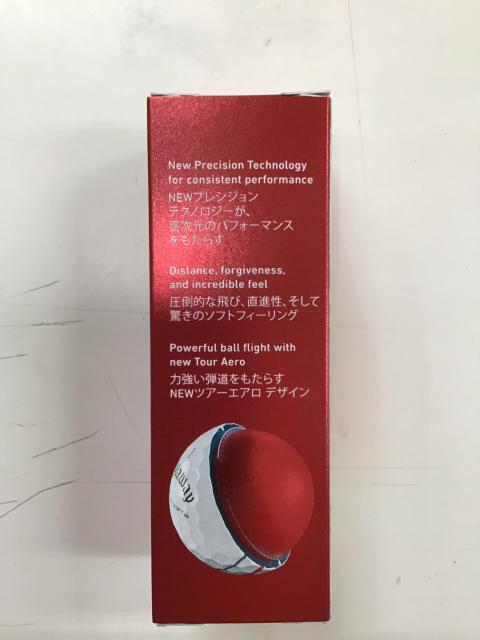 New Precision Technology
for consistent performance
NEWプレシジョン
テクノロジーが、
高次元のパフォーマンス
をもたらす
Distance, forgiveness,
and incredible feel
圧倒的な飛び、直進性、そして
驚きのソフトフィーリング
Powerful ball flight with
new Tour Aero
力強い弾道をもたらす
NEWツアーエアロ デザイン